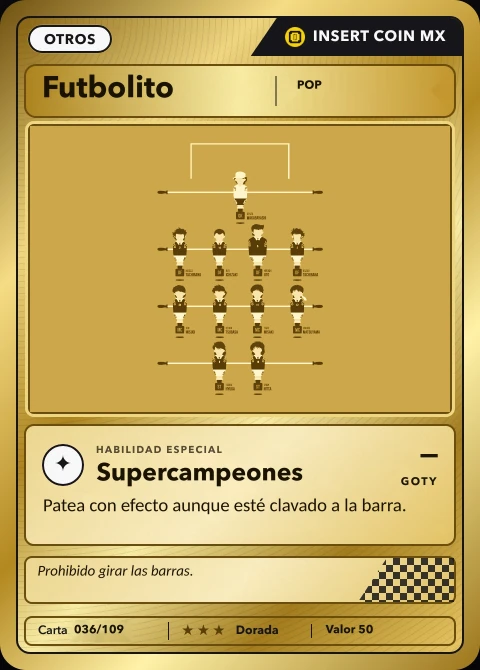 OTROS
INSERT COIN MX
Futbolito
POP
HABILIDAD ESPECIAL
Supercampeones
–
GOTY
Patea con efecto aunque esté clavado a la barra.
Prohibido girar las barras.
Carta 036/109
★★★ Dorada
Valor 50